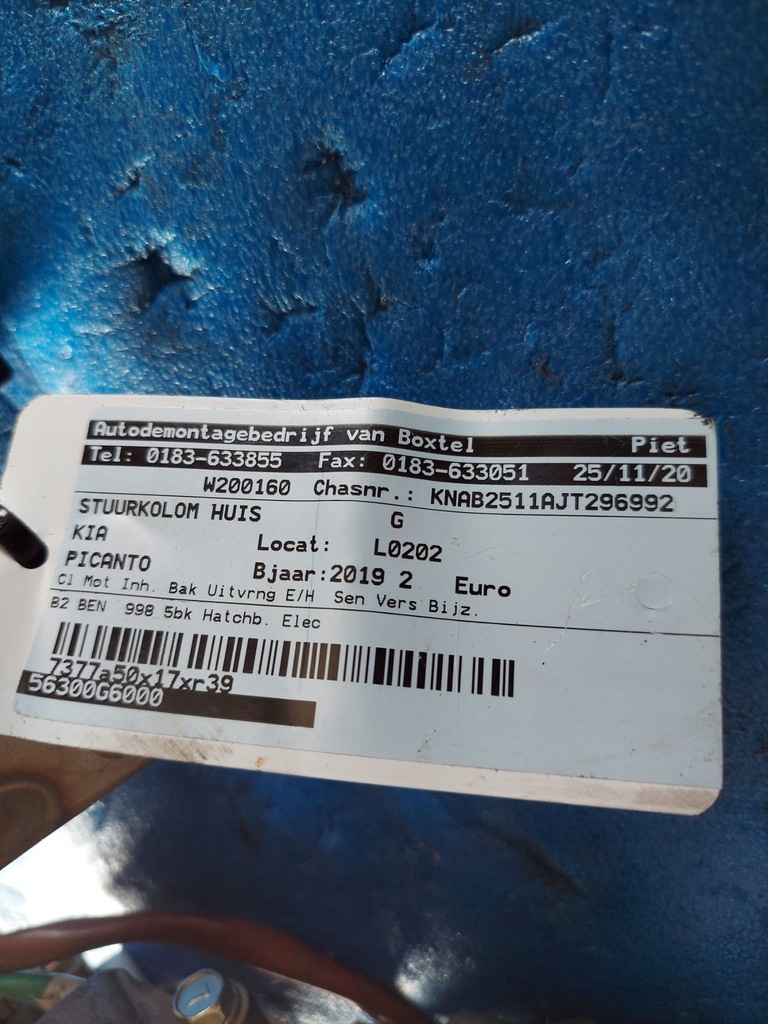 Autodemontagebedrijf van Boxtel Piet
Tel: 0183-633855 Fax: 0183-633051 25/11/20
W200160 Chasnr.: KNAB2511AJT296992
STUURKOLOM HUIS G
KIA Locat: L0202
PICANTO Bjaar:2019 2 Euro
Cl Mot Inh. Bak Uitvrng E/H Sen Vers Bijz.
B2 BEN 998 5bk Hatchb. Elec
7377a50x17xr39
56300G6000